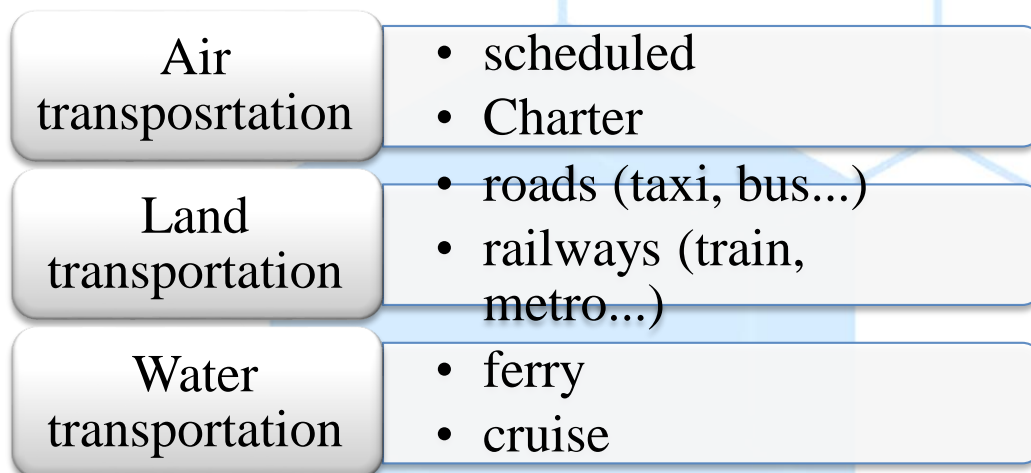 Air
transposrtation
• scheduled
• Charter
Land
transportation
• roads (taxi, bus...)
• railways (train,
metro...)
Water
transportation
• ferry
• cruise